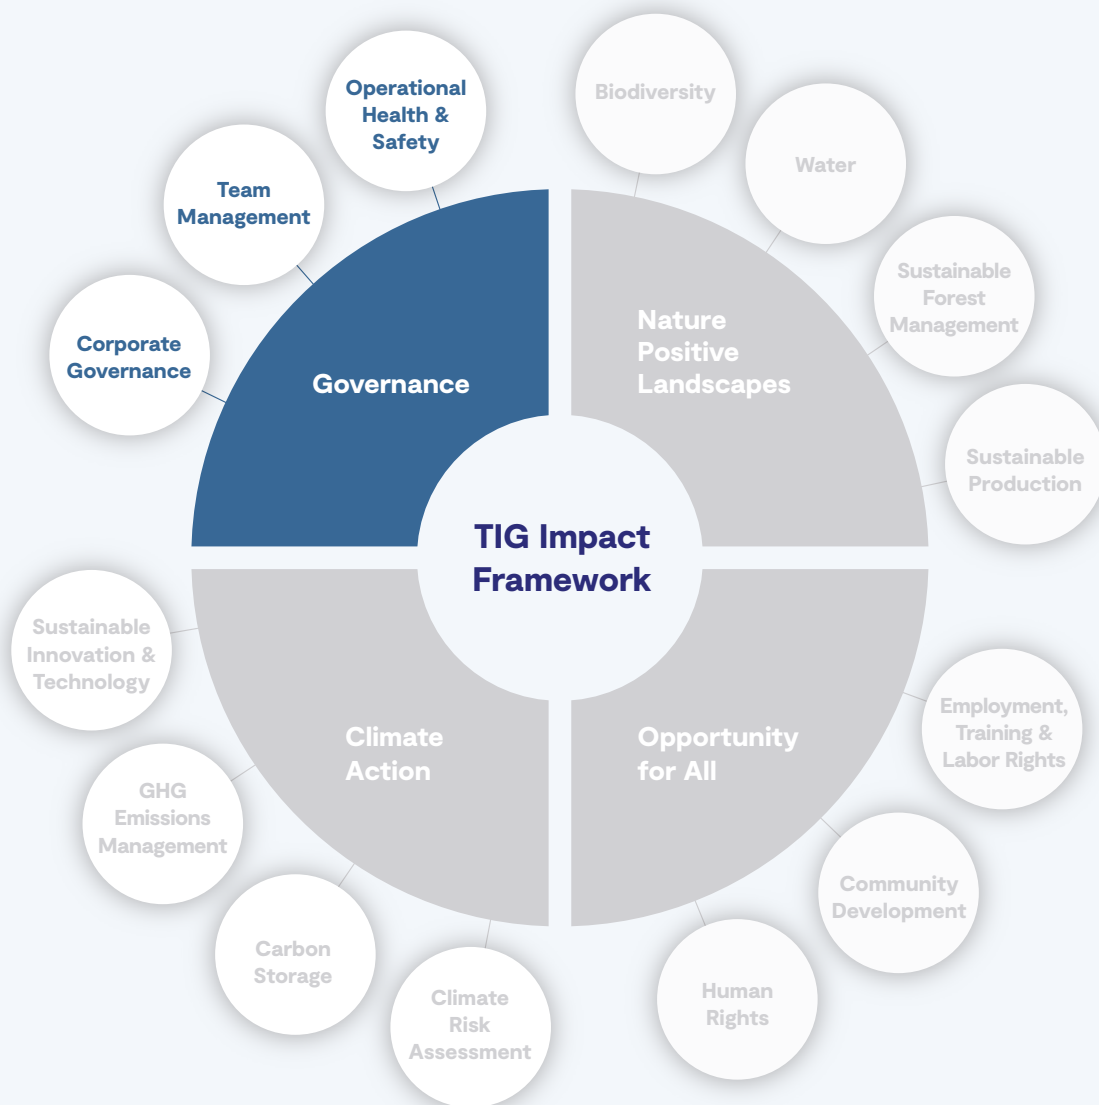 Operational
Health &
Safety
Team
Management
Corporate
Governance
Governance
Biodiversity
Water
Sustainable
Forest
Management
Sustainable
Production
Nature
Positive
Landscapes
TIG Impact
Framework
Sustainable
Innovation &
Technology
GHG
Emissions
Management
Carbon
Storage
Climate
Risk
Assessment
Climate
Action
Opportunity
for All
Employment,
Training &
Labor Rights
Community
Development
Human
Rights